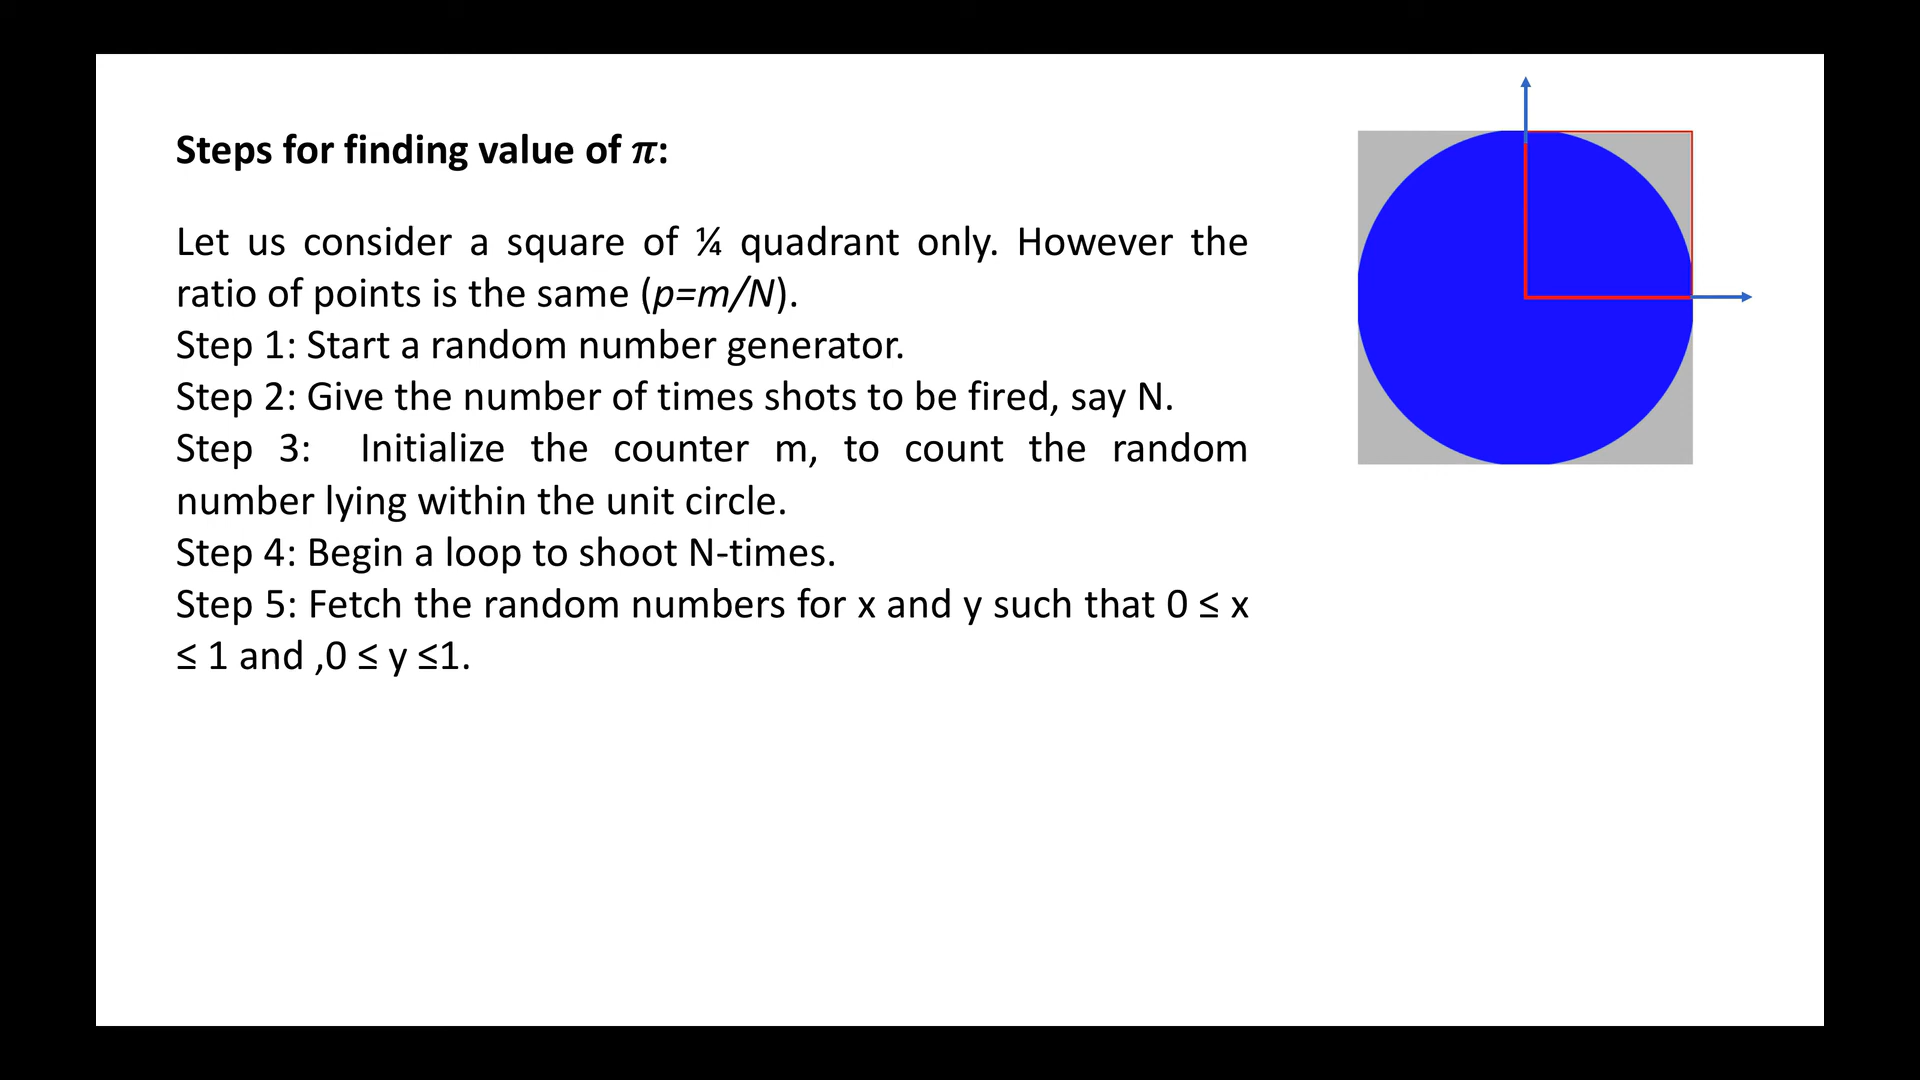 Steps for finding value of π:
Let us consider a square of ¼ quadrant only. However the
ratio of points is the same (p=m/N).
Step 1: Start a random number generator.
Step 2: Give the number of times shots to be fired, say N.
Step 3: Initialize the counter m, to count the random
number lying within the unit circle.
Step 4: Begin a loop to shoot N-times.
Step 5: Fetch the random numbers for x and y such that 0 ≤ x
≤ 1 and ,0 ≤ y ≤1.